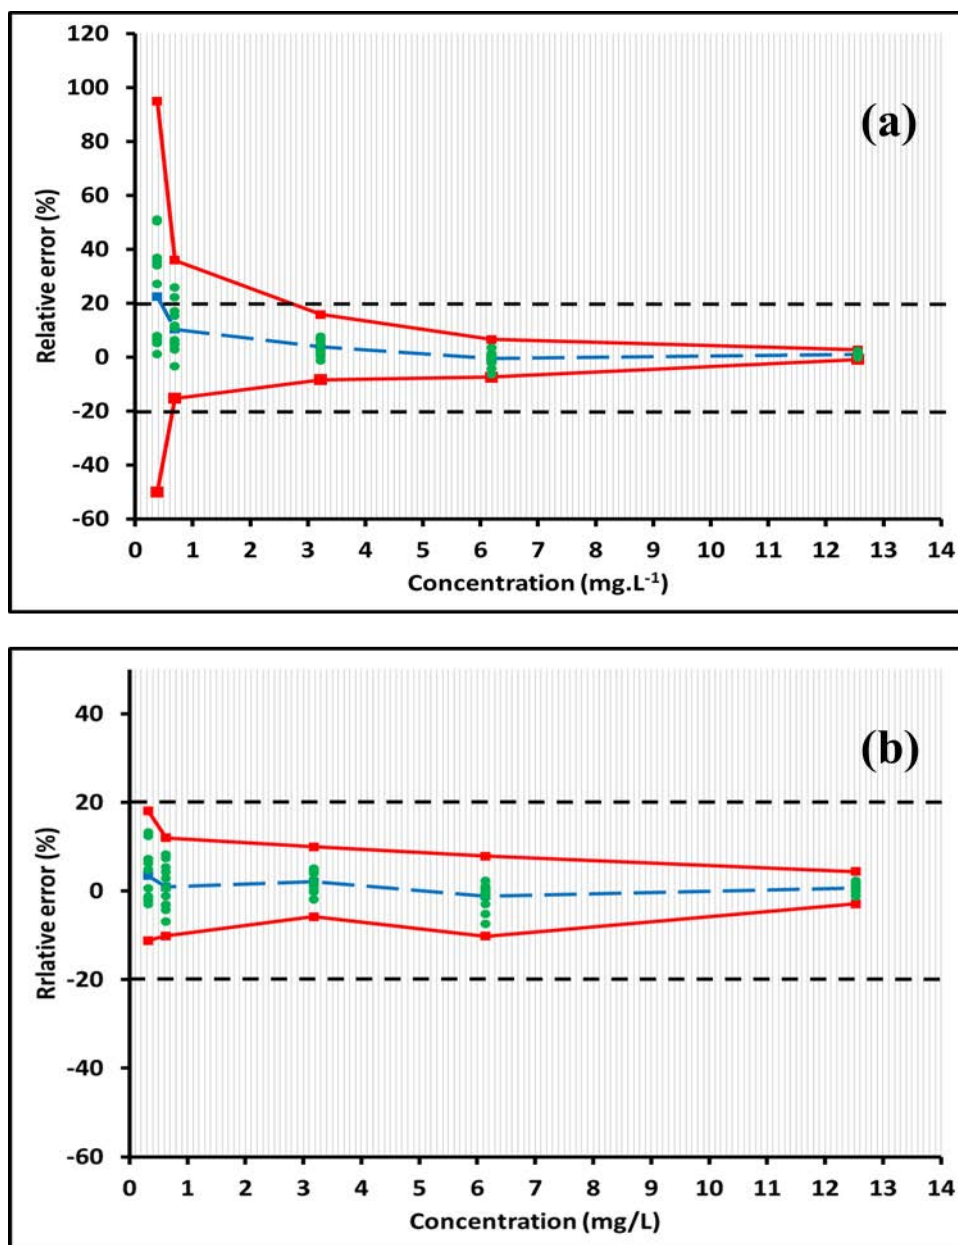 120
100
80
60
40
20
0
-20
-40
-60
Relative error (%)
(a)
0 1 2 3 4 5 6 7 8 9 10 11 12 13 14
Concentration (mg.L⁻¹)
40
20
0
-20
-40
-60
Rrlative error (%)
(b)
0 1 2 3 4 5 6 7 8 9 10 11 12 13 14
Concentration (mg/L)